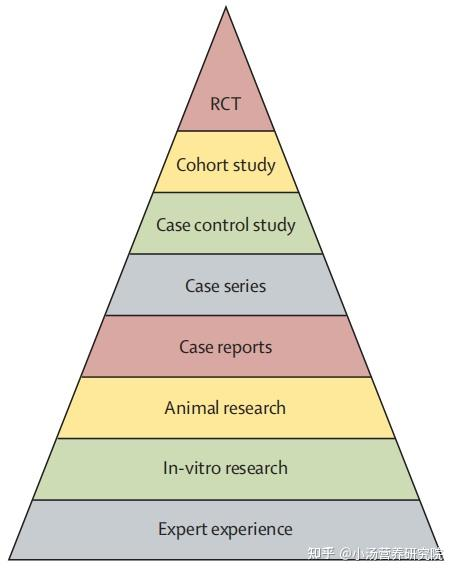 RCT
Cohort study
Case control study
Case series
Case reports
Animal research
In-vitro research
Expert experience
知乎 @小汤营养研究院